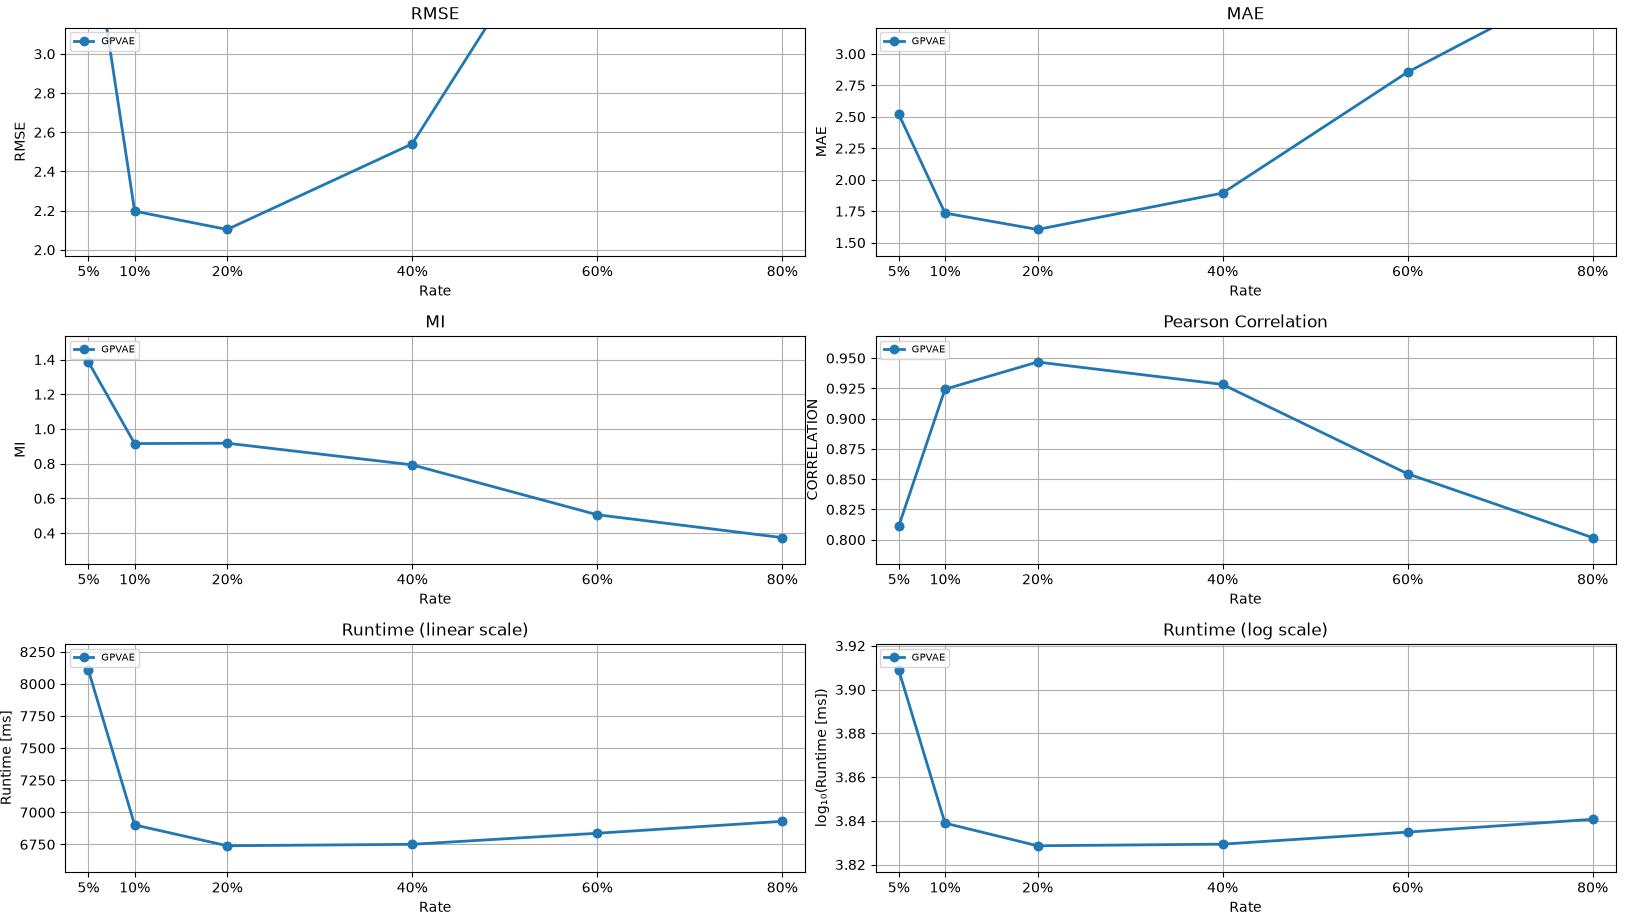 RMSE
GPVAE
3.0
2.8
2.6
2.4
2.2
2.0
RMSE
5% 10% 20% 40% 60% 80%
Rate
MAE
GPVAE
3.00
2.75
2.50
2.25
2.00
1.75
1.50
MAE
5% 10% 20% 40% 60% 80%
Rate
MI
GPVAE
1.4
1.2
1.0
0.8
0.6
0.4
MI
5% 10% 20% 40% 60% 80%
Rate
Pearson Correlation
GPVAE
0.950
0.925
0.900
0.875
0.850
0.825
0.800
CORRELATION
5% 10% 20% 40% 60% 80%
Rate
Runtime (linear scale)
GPVAE
8250
8000
7750
7500
7250
7000
6750
Runtime [ms]
5% 10% 20% 40% 60% 80%
Rate
Runtime (log scale)
GPVAE
3.92
3.90
3.88
3.86
3.84
3.82
log₁₀(Runtime [ms])
5% 10% 20% 40% 60% 80%
Rate